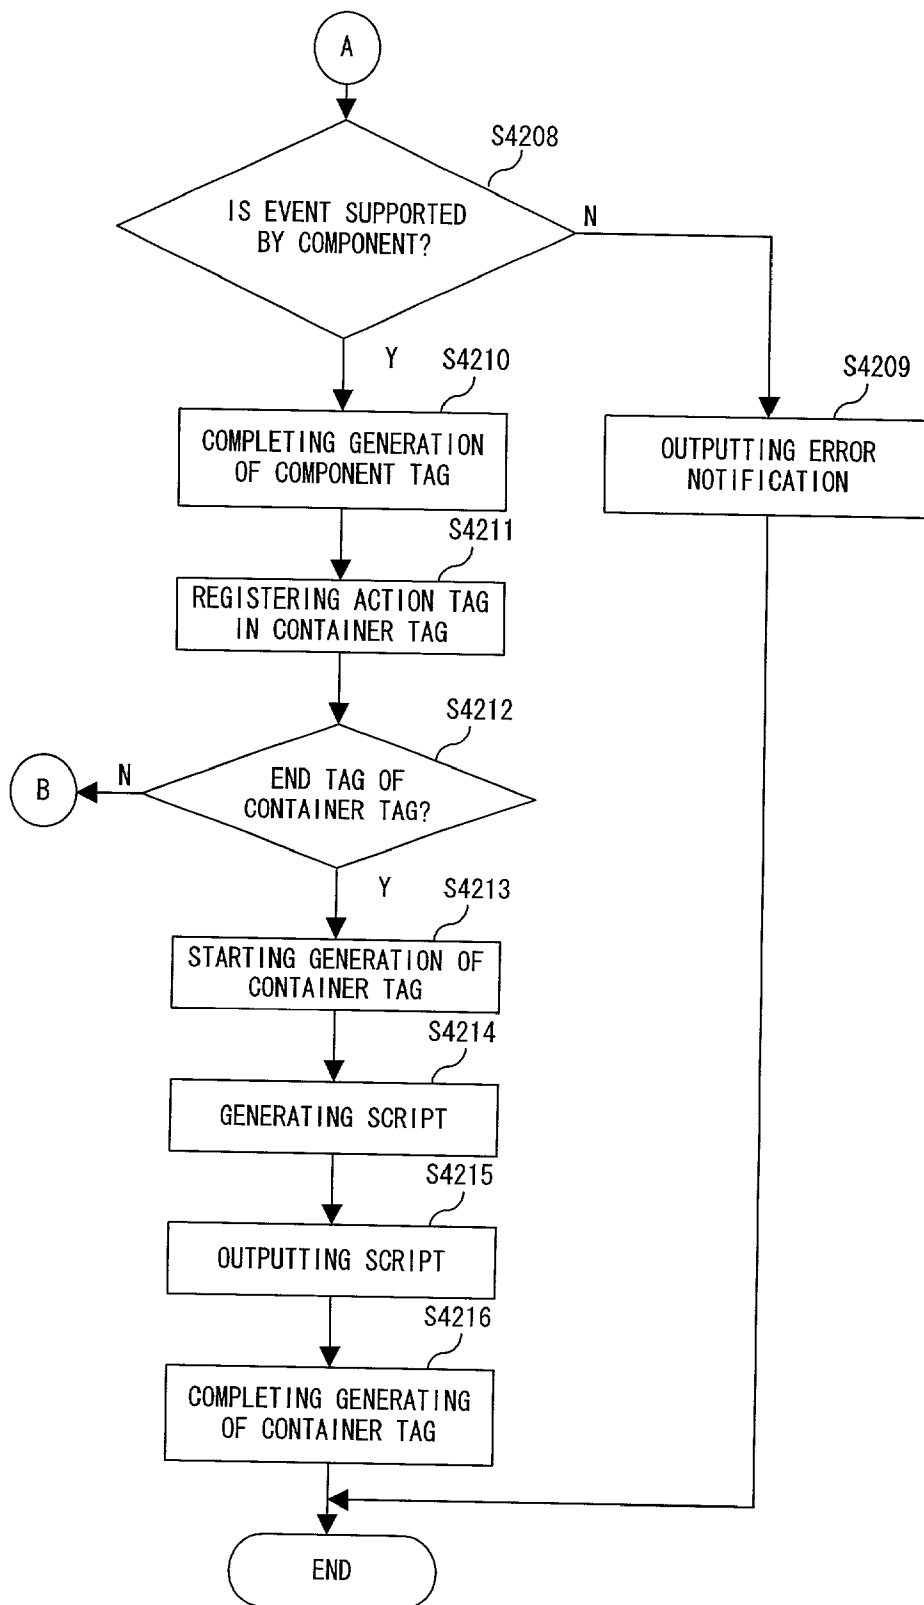 A
S4208
IS EVENT SUPPORTED
BY COMPONENT?
N
Y
S4210
S4209
COMPLETING GENERATION
OF COMPONENT TAG
OUTPUTTING ERROR
NOTIFICATION
S4211
REGISTERING ACTION TAG
IN CONTAINER TAG
S4212
B
N
END TAG OF
CONTAINER TAG?
Y
S4213
STARTING GENERATION OF
CONTAINER TAG
S4214
GENERATING SCRIPT
S4215
OUTPUTTING SCRIPT
S4216
COMPLETING GENERATING
OF CONTAINER TAG
END